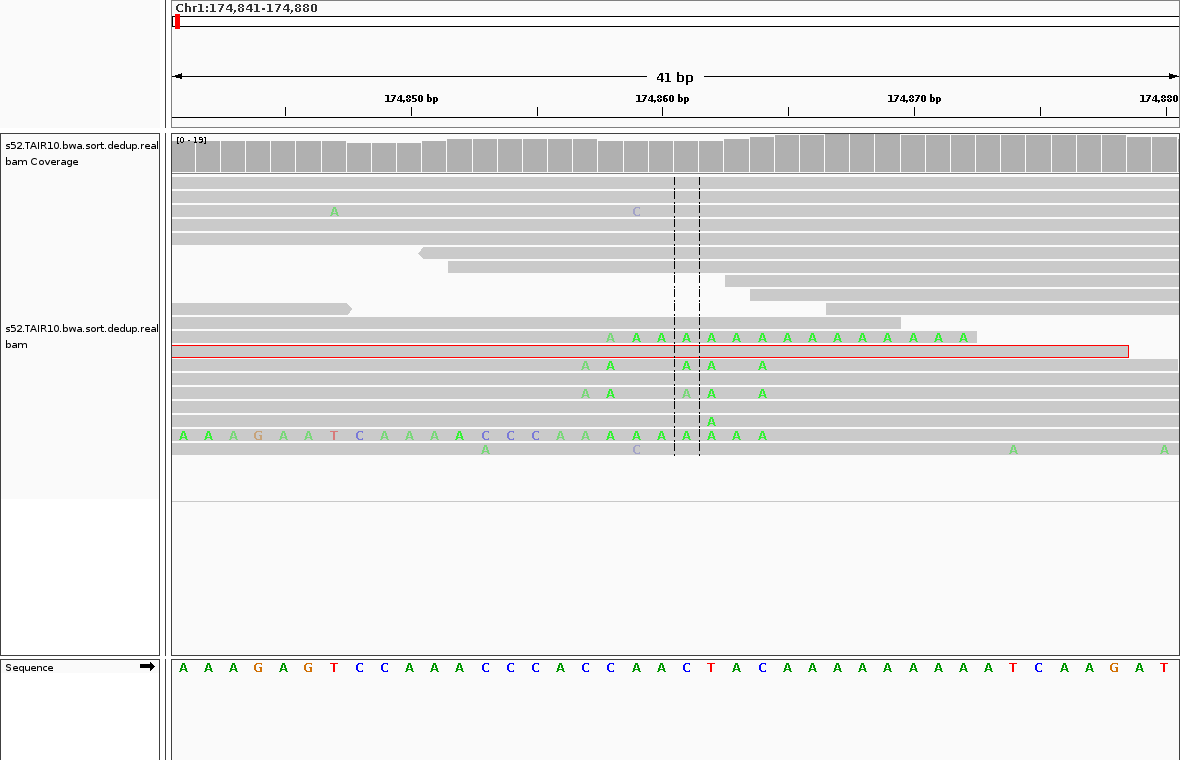 Chr1:174,841-174,880
41 bp
174,850 bp 174,860 bp 174,870 bp 174,880
s52.TAIR10.bwa.sort.dedup.real
bam Coverage
[0 - 19]
A C
s52.TAIR10.bwa.sort.dedup.real
bam
A A A A A A A A A A A A A A A
A A A A A
A A A A A
A
A A A G A A T C A A A A C C C A A A A A A A A A
A C A A
Sequence
A A A G A G T C C A A A C C C A C C A A C T A C A A A A A A A A A T C A A G A T